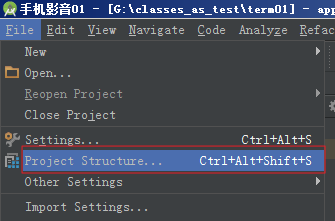 手机影音01 - [G:\classes_as_test\term01] - app
File Edit View Navigate Code Analyze Refac
New
Open...
Reopen Project
Close Project
Settings... Ctrl+Alt+S
Project Structure... Ctrl+Alt+Shift+S
Other Settings
Import Settings...